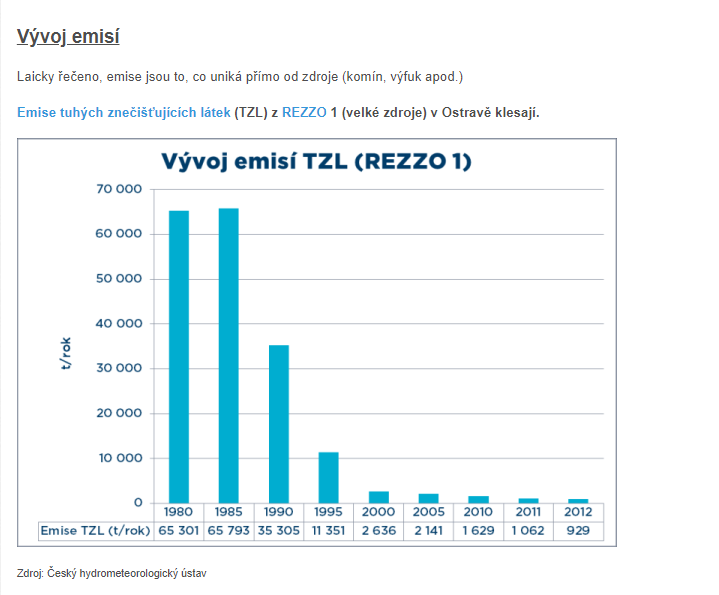 Vývoj emisí
Laicky řečeno, emise jsou to, co uniká přímo od zdroje (komín, výfuk apod.)
Emise tuhých znečišťujících látek (TZL) z REZZO 1 (velké zdroje) v Ostravě klesají.
Vývoj emisí TZL (REZZO 1)
70 000
60 000
50 000
40 000
30 000
20 000
10 000
0
t/rok
1980 1985 1990 1995 2000 2005 2010 2011 2012
Emise TZL (t/rok) 65 301 65 793 35 305 11 351 2 636 2 141 1 629 1 062 929
Zdroj: Český hydrometeorologický ústav